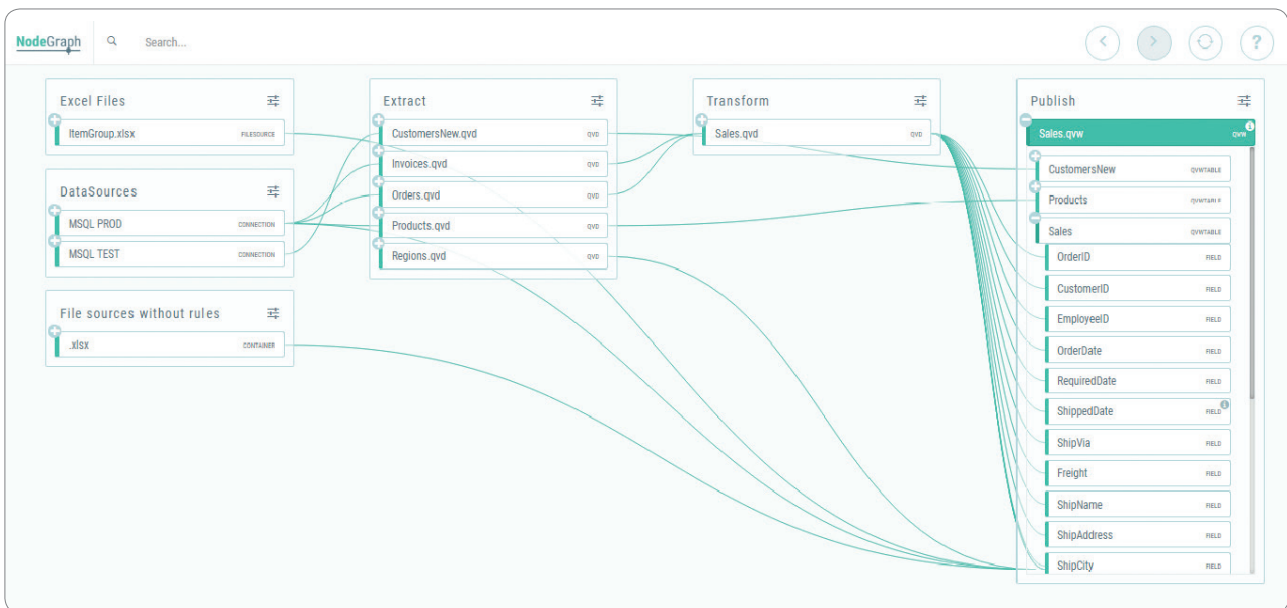 NodeGraph
Search...
?
Excel Files
ItemGroup.xlsx FILESOURCE
DataSources
MSQL PROD CONNECTION
MSQL TEST CONNECTION
File sources without rules
.xlsx CONTAINER
Extract
CustomersNew.qvd QVD
Invoices.qvd QVD
Orders.qvd QVD
Products.qvd QVD
Regions.qvd QVD
Transform
Sales.qvd QVD
Publish
Sales.qvw QVW
CustomersNew QVWTABLE
Products QVWTABLE
Sales QVWTABLE
OrderID FIELD
CustomerID FIELD
EmployeeID FIELD
OrderDate FIELD
RequiredDate FIELD
ShippedDate FIELD
ShipVia FIELD
Freight FIELD
ShipName FIELD
ShipAddress FIELD
ShipCity FIELD